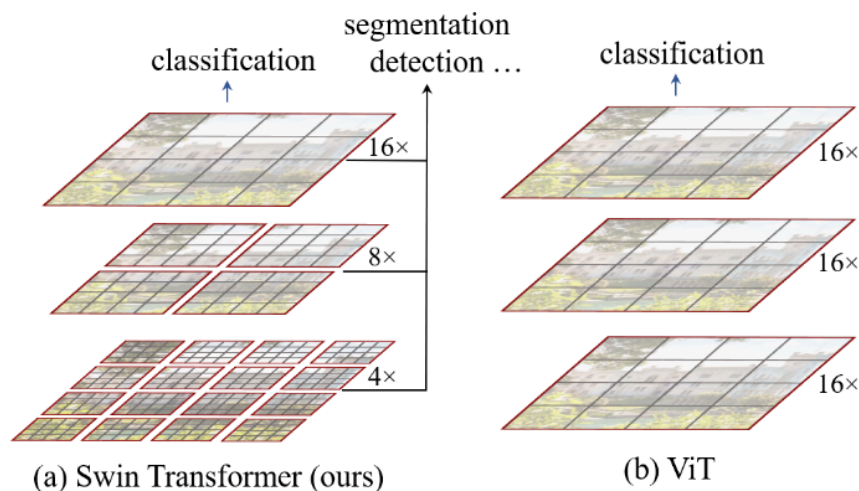 segmentation
classification
detection ...
16×
8×
4×
(a) Swin Transformer (ours)
classification
16×
16×
16×
(b) ViT